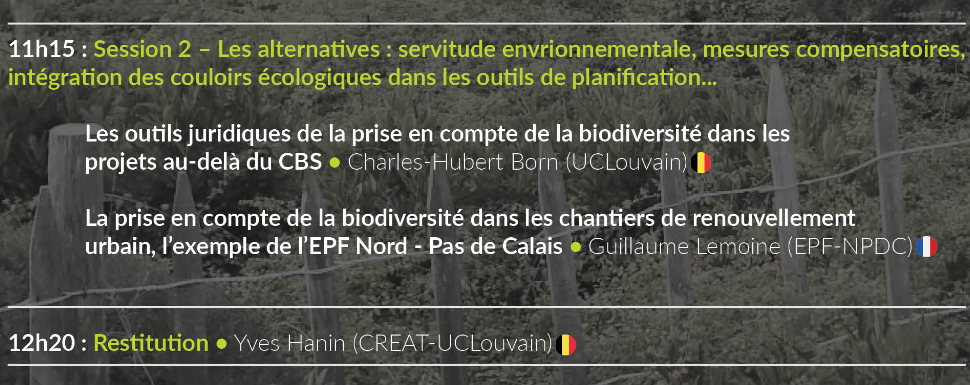 11h15 : Session 2 – Les alternatives : servitude envrionnementale, mesures compensatoires,
intégration des couloirs écologiques dans les outils de planification...
Les outils juridiques de la prise en compte de la biodiversité dans les
projets au-delà du CBS ● Charles-Hubert Born (UCLouvain)
La prise en compte de la biodiversité dans les chantiers de renouvellement
urbain, l’exemple de l’EPF Nord - Pas de Calais ● Guillaume Lemoine (EPF-NPDC)
12h20 : Restitution ● Yves Hanin (CREAT-UCLouvain)